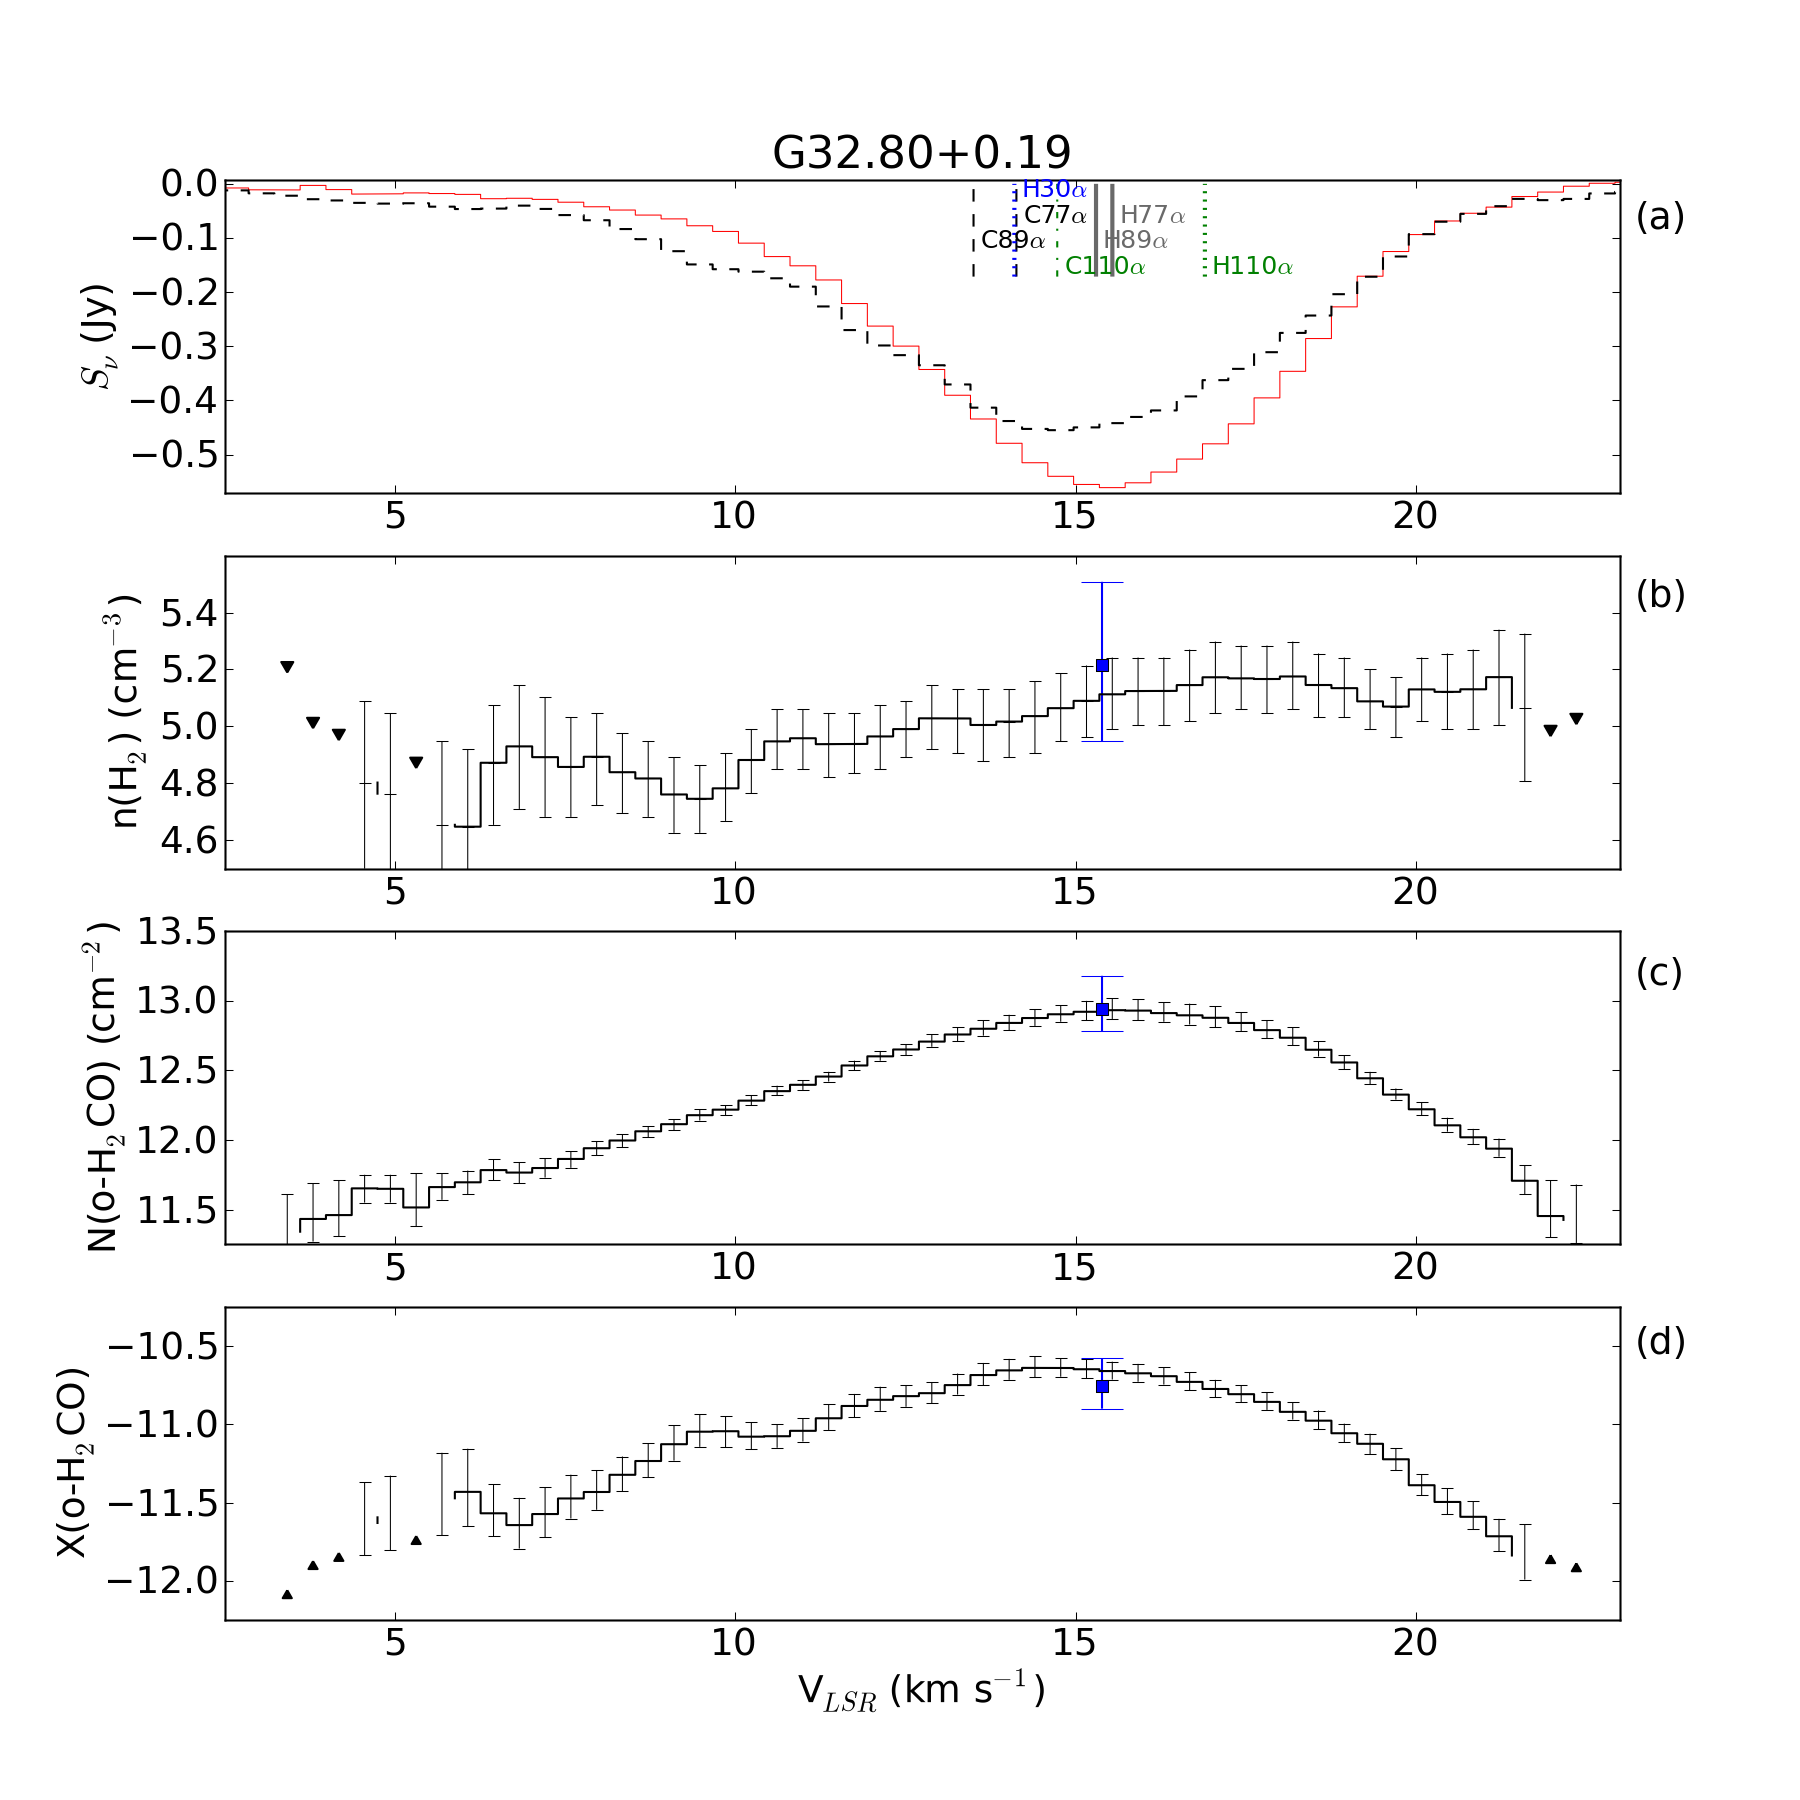 G32.80+0.19
0.0
−0.1
−0.2
−0.3
−0.4
−0.5
S_ν (Jy)
H30α
C77α
H77α
C89α
H89α
C110α
H110α
(a)
5 10 15 20
5.4
5.2
5.0
4.8
4.6
n(H₂) (cm⁻³)
(b)
5 10 15 20
13.5
13.0
12.5
12.0
11.5
N(o-H₂CO) (cm⁻²)
(c)
5 10 15 20
−10.5
−11.0
−11.5
−12.0
X(o-H₂CO)
(d)
5 10 15 20
V_LSR (km s⁻¹)